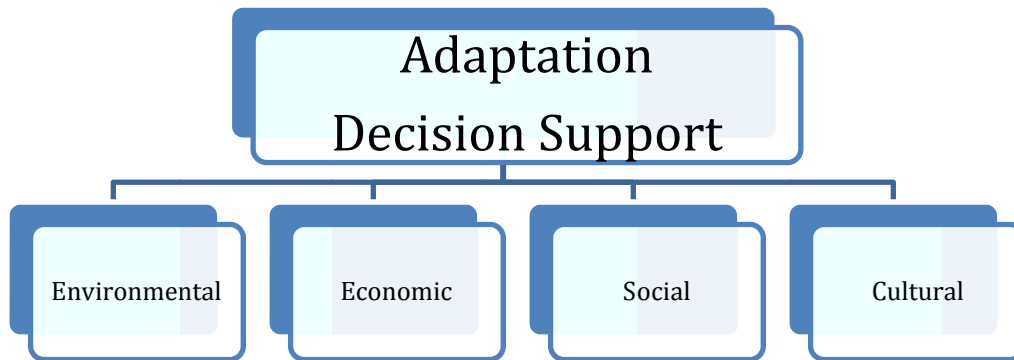 Adaptation
Decision Support
Environmental
Economic
Social
Cultural